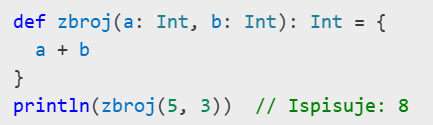 def zbroj(a: Int, b: Int): Int = {
  a + b
}
println(zbroj(5, 3))  // Ispisuje: 8